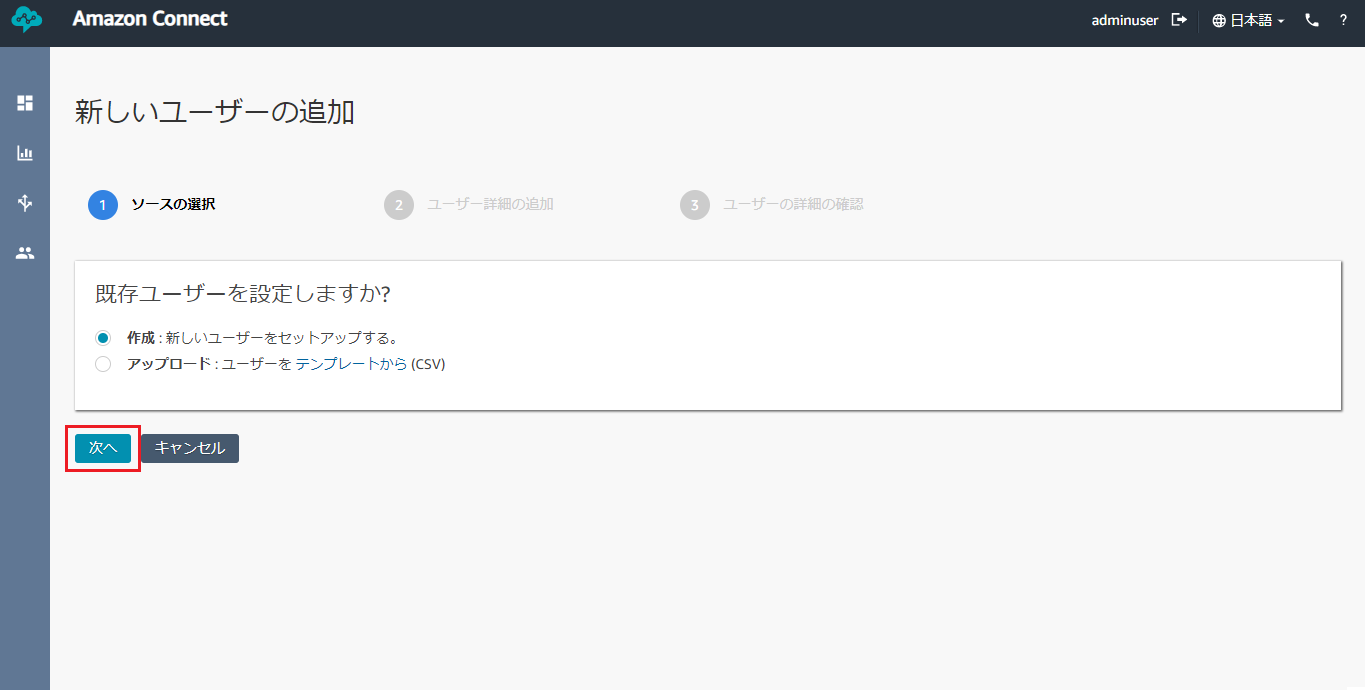 Amazon Connect
adminuser 日本語 ?
新しいユーザーの追加
1 ソースの選択 2 ユーザー詳細の追加 3 ユーザーの詳細の確認
既存ユーザーを設定しますか?
作成 : 新しいユーザーをセットアップする。
アップロード : ユーザーを テンプレートから (CSV)
次へ キャンセル